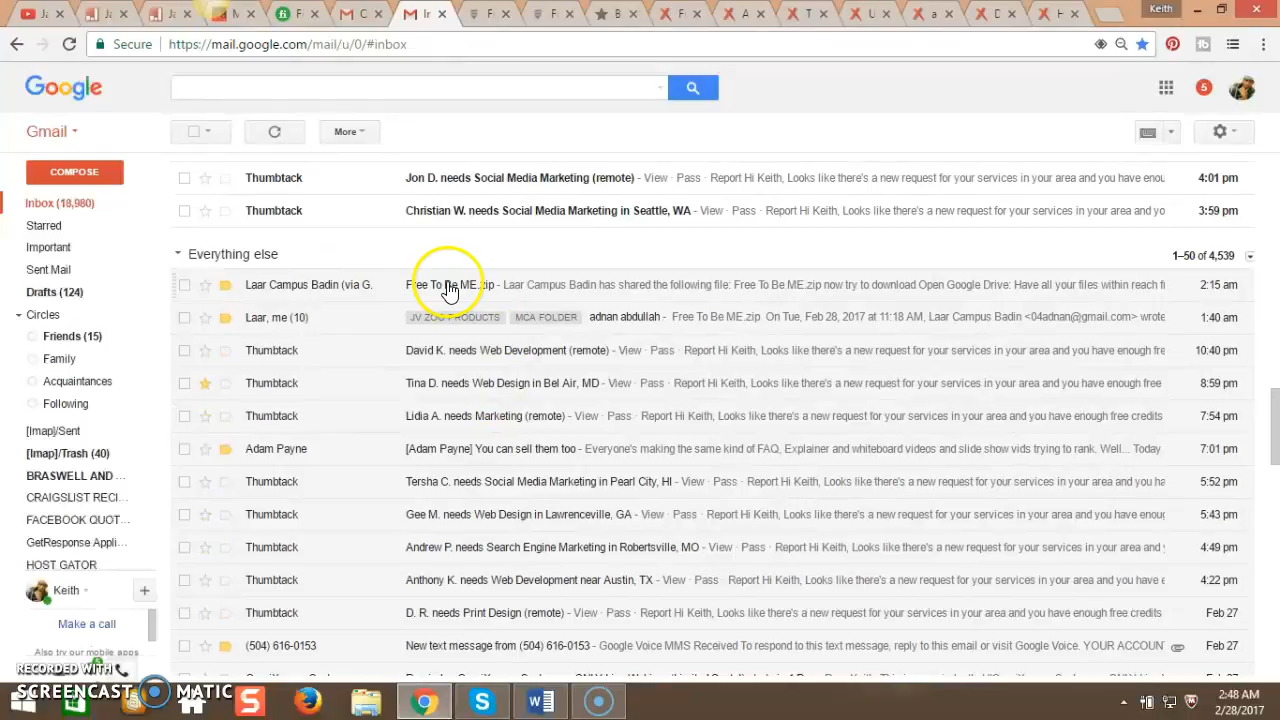 Secure https://mail.google.com/mail/u/0/#inbox
Keith
Google
5
Gmail
More
COMPOSE
Inbox (18,980)
Starred
Important
Sent Mail
Drafts (124)
Circles
Friends (15)
Family
Acquaintances
Following
[Imap]/Sent
[Imap]/Trash (40)
BRASWELL AND ...
CRAIGSLIST RECI...
FACEBOOK QUOT...
GetResponse Appli...
HOST GATOR
Keith
Make a call
Also try our mobile apps
Thumbtack Jon D. needs Social Media Marketing (remote) - View · Pass · Report Hi Keith, Looks like there's a new request for your services in your area and you have enou 4:01 pm
Thumbtack Christian W. needs Social Media Marketing in Seattle, WA - View · Pass · Report Hi Keith, Looks like there's a new request for your services in your area and yo 3:59 pm
Everything else 1–50 of 4,539
Laar Campus Badin (via G. Free To Be ME.zip - Laar Campus Badin has shared the following file: Free To Be ME.zip now try to download Open Google Drive: Have all your files within reach fr 2:15 am
Laar, me (10) JV ZOO PRODUCTS MCA FOLDER adnan abdullah - Free To Be ME.zip On Tue, Feb 28, 2017 at 11:18 AM, Laar Campus Badin <04adnan@gmail.com> wrote 1:40 am
Thumbtack David K. needs Web Development (remote) - View · Pass · Report Hi Keith, Looks like there's a new request for your services in your area and you have enough fre 10:40 pm
Thumbtack Tina D. needs Web Design in Bel Air, MD - View · Pass · Report Hi Keith, Looks like there's a new request for your services in your area and you have enough free 8:59 pm
Thumbtack Lidia A. needs Marketing (remote) - View · Pass · Report Hi Keith, Looks like there's a new request for your services in your area and you have enough free credits 7:54 pm
Adam Payne [Adam Payne] You can sell them too - Everyone's making the same kind of FAQ, Explainer and whiteboard videos and slide show vids trying to rank. Well... Today 7:01 pm
Thumbtack Tersha C. needs Social Media Marketing in Pearl City, HI - View · Pass · Report Hi Keith, Looks like there's a new request for your services in your area and you have 5:52 pm
Thumbtack Gee M. needs Web Design in Lawrenceville, GA - View · Pass · Report Hi Keith, Looks like there's a new request for your services in your area and you have enoug 5:43 pm
Thumbtack Andrew P. needs Search Engine Marketing in Robertsville, MO - View · Pass · Report Hi Keith, Looks like there's a new request for your services in your area and you 4:49 pm
Thumbtack Anthony K. needs Web Development near Austin, TX - View · Pass · Report Hi Keith, Looks like there's a new request for your services in your area and you have e 4:22 pm
Thumbtack D. R. needs Print Design (remote) - View · Pass · Report Hi Keith, Looks like there's a new request for your services in your area and you have enough free credits Feb 27
(504) 616-0153 New text message from (504) 616-0153 - Google Voice MMS Received To respond to this text message, reply to this email or visit Google Voice. YOUR ACCOUNT Feb 27
RECORDED WITH
SCREENCAST MATIC
2:48 AM
2/28/2017